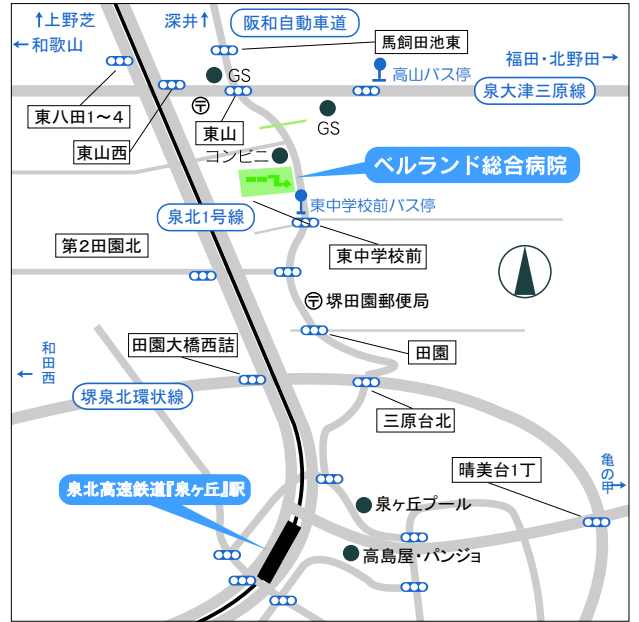 ↑上野芝
深井↑
阪和自動車道
←和歌山
馬飼田池東
福田・北野田→
高山バス停
GS
泉大津三原線
東八田1〜4
〒
東山
GS
東山西
コンビニ
ベルランド総合病院
東中学校前バス停
泉北1号線
第2田園北
東中学校前
〒堺田園郵便局
田園大橋西詰
田園
和田西
←
堺泉北環状線
三原台北
亀の甲
→
晴美台1丁
泉北高速鉄道『泉ヶ丘』駅
泉ヶ丘プール
高島屋・パンジョ